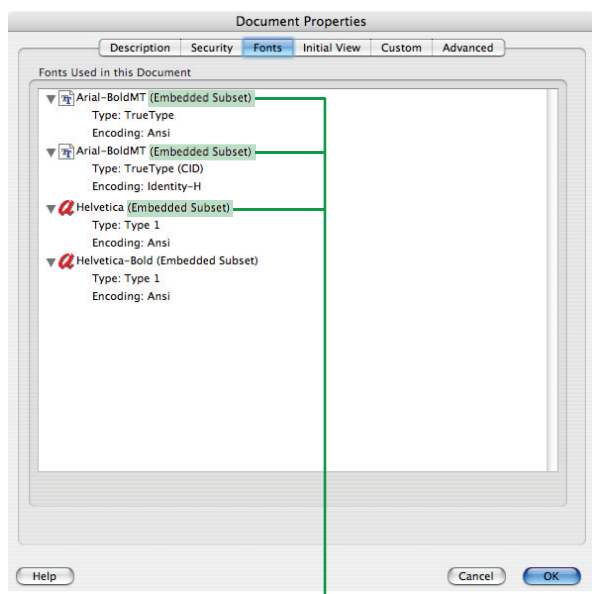 Document Properties
Description Security Fonts Initial View Custom Advanced
Fonts Used in this Document
Arial-BoldMT (Embedded Subset)
Type: TrueType
Encoding: Ansi
Arial-BoldMT (Embedded Subset)
Type: TrueType (CID)
Encoding: Identity-H
Helvetica (Embedded Subset)
Type: Type 1
Encoding: Ansi
Helvetica-Bold (Embedded Subset)
Type: Type 1
Encoding: Ansi
Help Cancel OK